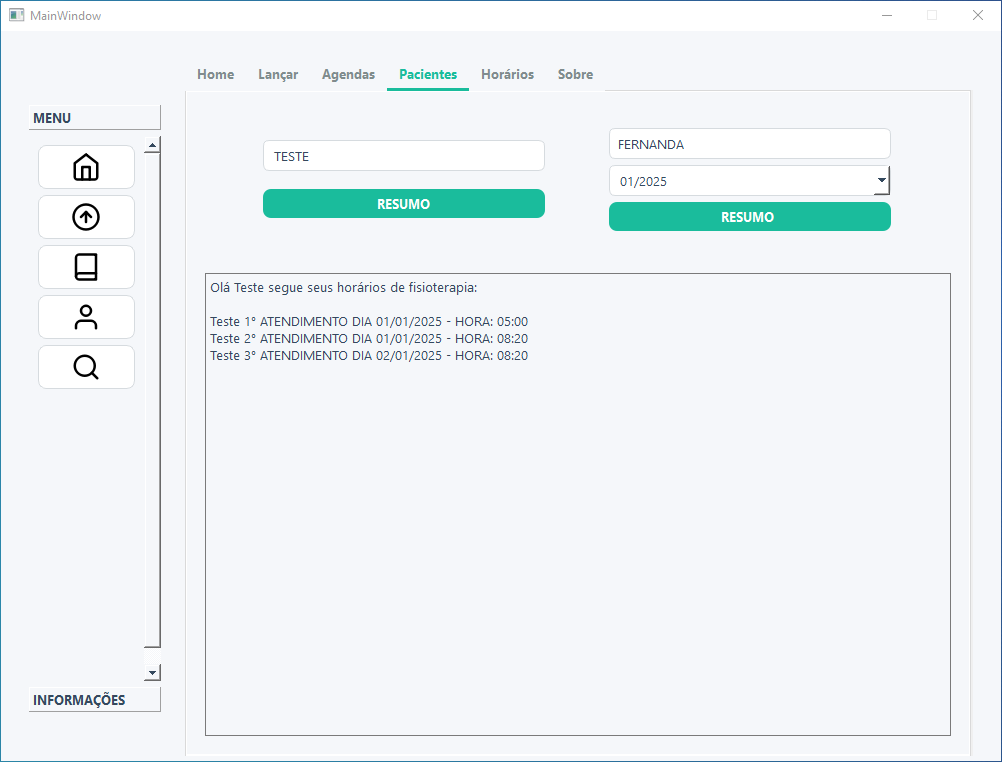 MainWindow
Home Lançar Agendas Pacientes Horários Sobre
MENU
TESTE
RESUMO
FERNANDA
01/2025
RESUMO
Olá Teste segue seus horários de fisioterapia:
Teste 1° ATENDIMENTO DIA 01/01/2025 - HORA: 05:00
Teste 2° ATENDIMENTO DIA 01/01/2025 - HORA: 08:20
Teste 3° ATENDIMENTO DIA 02/01/2025 - HORA: 08:20
INFORMAÇÕES